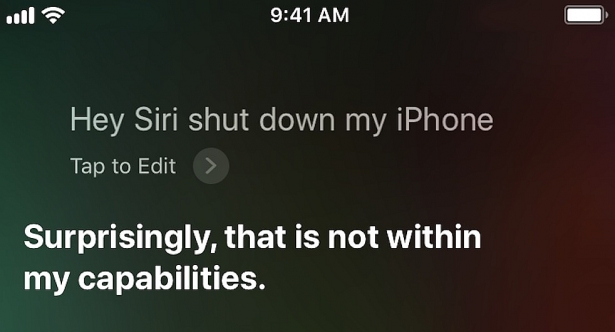 9:41 AM
Hey Siri shut down my iPhone
Tap to Edit
Surprisingly, that is not within
my capabilities.